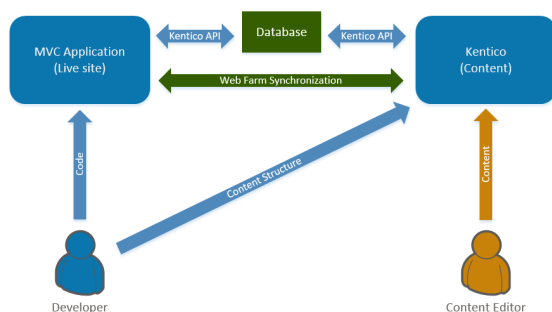 MVC Application
(Live site)
Kentico API
Database
Kentico API
Kentico
(Content)
Web Farm Synchronization
Code
Content Structure
Content
Developer
Content Editor